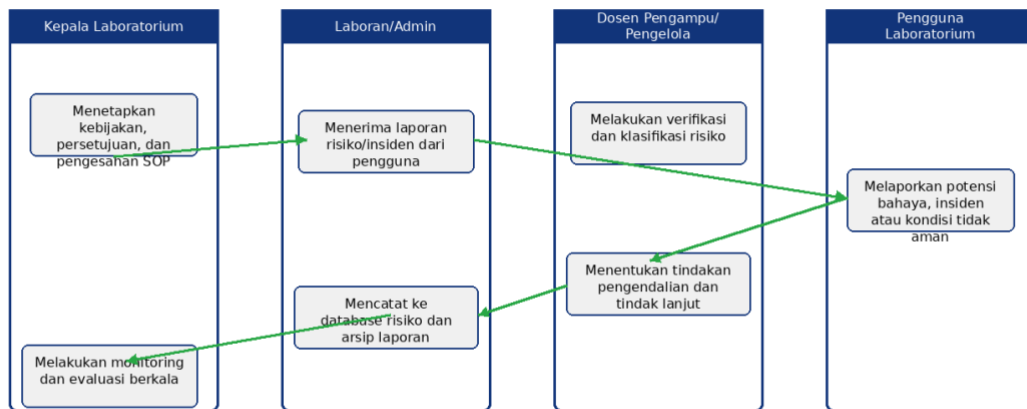 Kepala Laboratorium
Laboran/Admin
Dosen Pengampu/
Pengelola
Pengguna
Laboratorium
Menetapkan
kebijakan,
persetujuan, dan
pengesahan SOP
Menerima laporan
risiko/insiden dari
pengguna
Melakukan verifikasi
dan klasifikasi risiko
Melaporkan potensi
bahaya, insiden
atau kondisi tidak
aman
Menentukan tindakan
pengendalian dan
tindak lanjut
Mencatat ke
database risiko dan
arsip laporan
Melakukan monitoring
dan evaluasi berkala